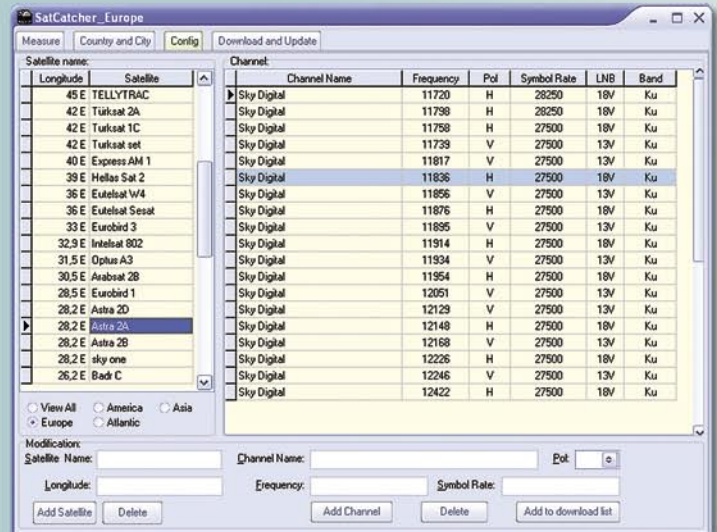 SatCatcher_Europe
Measure Country and City Config Download and Update
Satellite name:
Longitude Satellite
45 E TELLYTRAC
42 E Türksat 2A
42 E Turksat 1C
42 E Turksat set
40 E Express AM 1
39 E Hellas Sat 2
36 E Eutelsat W4
36 E Eutelsat Sesat
33 E Eurobird 3
32,9 E Intelsat 802
31,5 E Optus A3
30,5 E Arabsat 2B
28,5 E Eurobird 1
28,2 E Astra 2D
28,2 E Astra 2A
28,2 E Astra 2B
28,2 E sky one
26,2 E Badr C
View All America Asia
Europe Atlantic
Channel:
Channel Name Frequency Pol Symbol Rate LNB Band
Sky Digital 11720 H 28250 18V Ku
Sky Digital 11798 H 28250 18V Ku
Sky Digital 11758 H 27500 18V Ku
Sky Digital 11739 V 27500 13V Ku
Sky Digital 11817 V 27500 13V Ku
Sky Digital 11836 H 27500 18V Ku
Sky Digital 11856 V 27500 13V Ku
Sky Digital 11876 H 27500 18V Ku
Sky Digital 11895 V 27500 13V Ku
Sky Digital 11914 H 27500 18V Ku
Sky Digital 11934 V 27500 13V Ku
Sky Digital 11954 H 27500 18V Ku
Sky Digital 12051 V 27500 13V Ku
Sky Digital 12129 V 27500 13V Ku
Sky Digital 12148 H 27500 18V Ku
Sky Digital 12168 V 27500 13V Ku
Sky Digital 12226 H 27500 18V Ku
Sky Digital 12246 V 27500 13V Ku
Sky Digital 12422 H 27500 18V Ku
Modification:
Satellite Name: Channel Name: Pol:
Longitude: Frequency: Symbol Rate:
Add Satellite Delete Add Channel Delete Add to download list